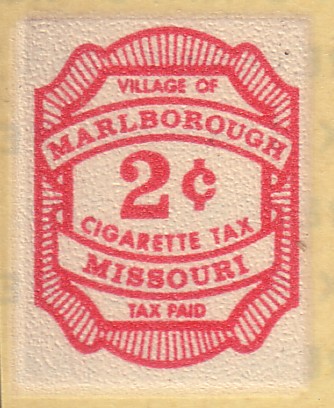 VILLAGE OF
MARLBOROUGH
2¢
CIGARETTE TAX
MISSOURI
TAX PAID